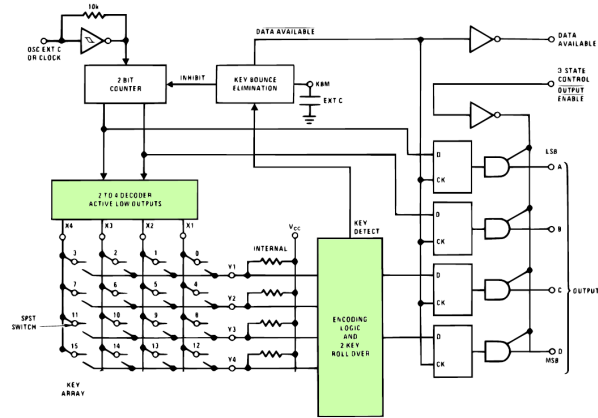 10k
OSC EXT C
OR CLOCK
2 BIT
COUNTER
INHIBIT
KEY BOUNCE
ELIMINATION
KBM
EXT C
DATA AVAILABLE
DATA
AVAILABLE
3 STATE
CONTROL
OUTPUT
ENABLE
2 TO 4 DECODER
ACTIVE LOW OUTPUTS
X4 X3 X2 X1
KEY
DETECT
VCC
INTERNAL
3 2 1 0
Y1
7 6 5 4
Y2
SPST
SWITCH
11 10 9 8
Y3
15 14 13 12
Y4
KEY
ARRAY
ENCODING
LOGIC
AND
2 KEY
ROLL OVER
D
CK
LSB
A
D
CK
B
D
CK
C
D
CK
D
MSB
OUTPUT